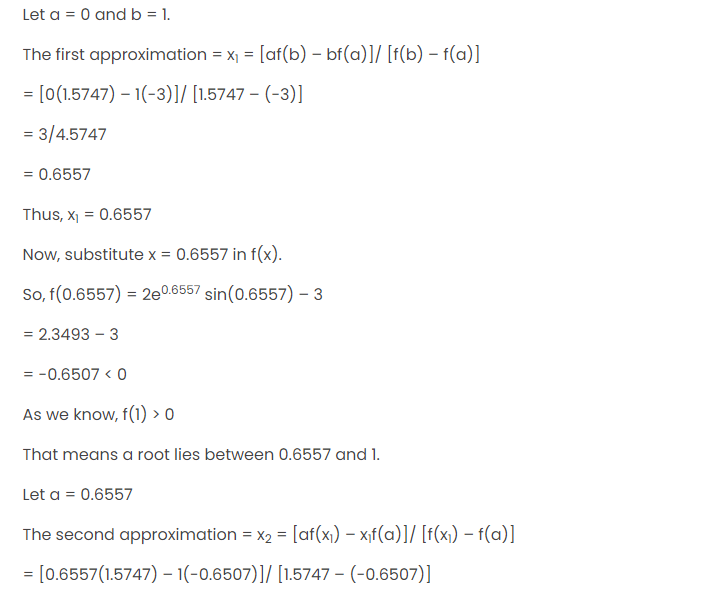 Let a = 0 and b = 1.
The first approximation = x₁ = [af(b) – bf(a)]/ [f(b) – f(a)]
= [0(1.5747) – 1(-3)]/ [1.5747 – (-3)]
= 3/4.5747
= 0.6557
Thus, x₁ = 0.6557
Now, substitute x = 0.6557 in f(x).
So, f(0.6557) = 2e⁰·⁶⁵⁵⁷ sin(0.6557) – 3
= 2.3493 – 3
= -0.6507 < 0
As we know, f(1) > 0
That means a root lies between 0.6557 and 1.
Let a = 0.6557
The second approximation = x₂ = [af(x₁) – x₁f(a)]/ [f(x₁) – f(a)]
= [0.6557(1.5747) – 1(-0.6507)]/ [1.5747 – (-0.6507)]